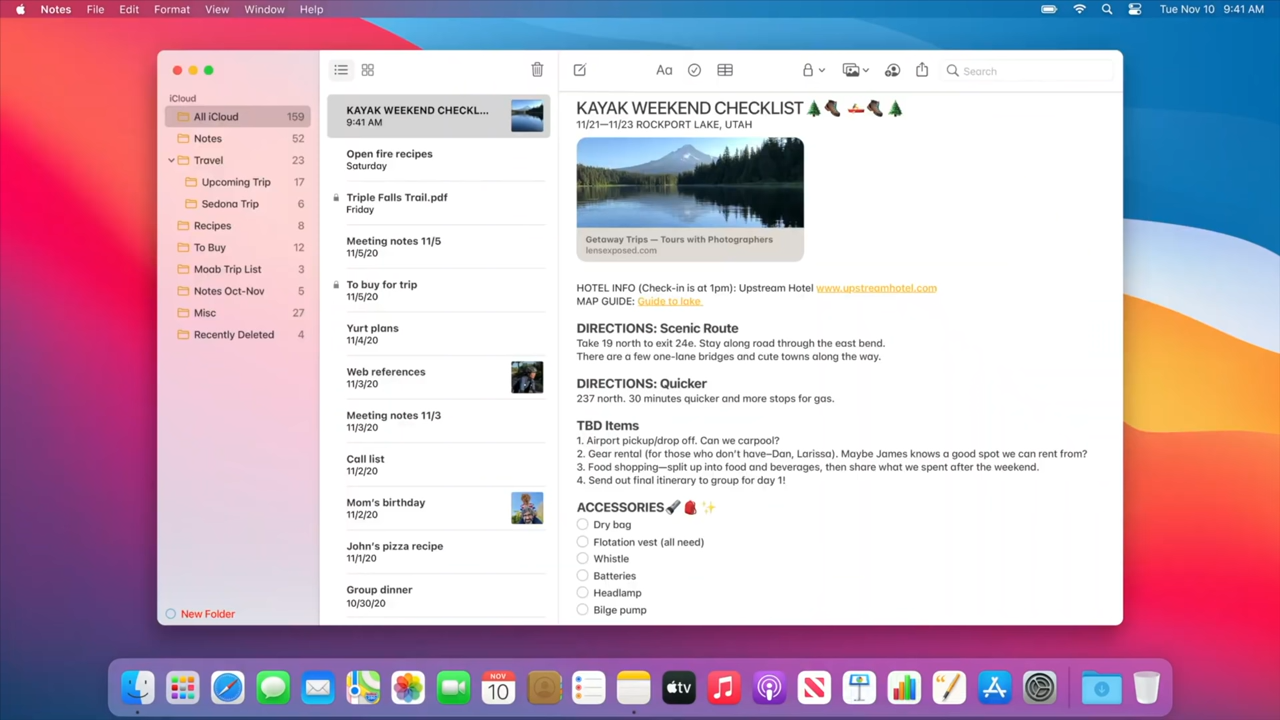 Notes File Edit Format View Window Help Tue Nov 10 9:41 AM
iCloud
All iCloud 159
Notes 52
Travel 23
Upcoming Trip 17
Sedona Trip 6
Recipes 8
To Buy 12
Moab Trip List 3
Notes Oct-Nov 5
Misc 27
Recently Deleted 4
New Folder
KAYAK WEEKEND CHECKL...
9:41 AM
Open fire recipes
Saturday
Triple Falls Trail.pdf
Friday
Meeting notes 11/5
11/5/20
To buy for trip
11/5/20
Yurt plans
11/4/20
Web references
11/3/20
Meeting notes 11/3
11/3/20
Call list
11/2/20
Mom's birthday
11/2/20
John's pizza recipe
11/1/20
Group dinner
10/30/20
Aa
Search
KAYAK WEEKEND CHECKLIST🌲🥾 🚣🥾🌲
11/21—11/23 ROCKPORT LAKE, UTAH
Getaway Trips — Tours with Photographers
lensexposed.com
HOTEL INFO (Check-in is at 1pm): Upstream Hotel www.upstreamhotel.com
MAP GUIDE: Guide to lake
DIRECTIONS: Scenic Route
Take 19 north to exit 24e. Stay along road through the east bend.
There are a few one-lane bridges and cute towns along the way.
DIRECTIONS: Quicker
237 north. 30 minutes quicker and more stops for gas.
TBD Items
1. Airport pickup/drop off. Can we carpool?
2. Gear rental (for those who don't have–Dan, Larissa). Maybe James knows a good spot we can rent from?
3. Food shopping—split up into food and beverages, then share what we spent after the weekend.
4. Send out final itinerary to group for day 1!
ACCESSORIES🔦🎒✨
Dry bag
Flotation vest (all need)
Whistle
Batteries
Headlamp
Bilge pump
NOV
10
tv